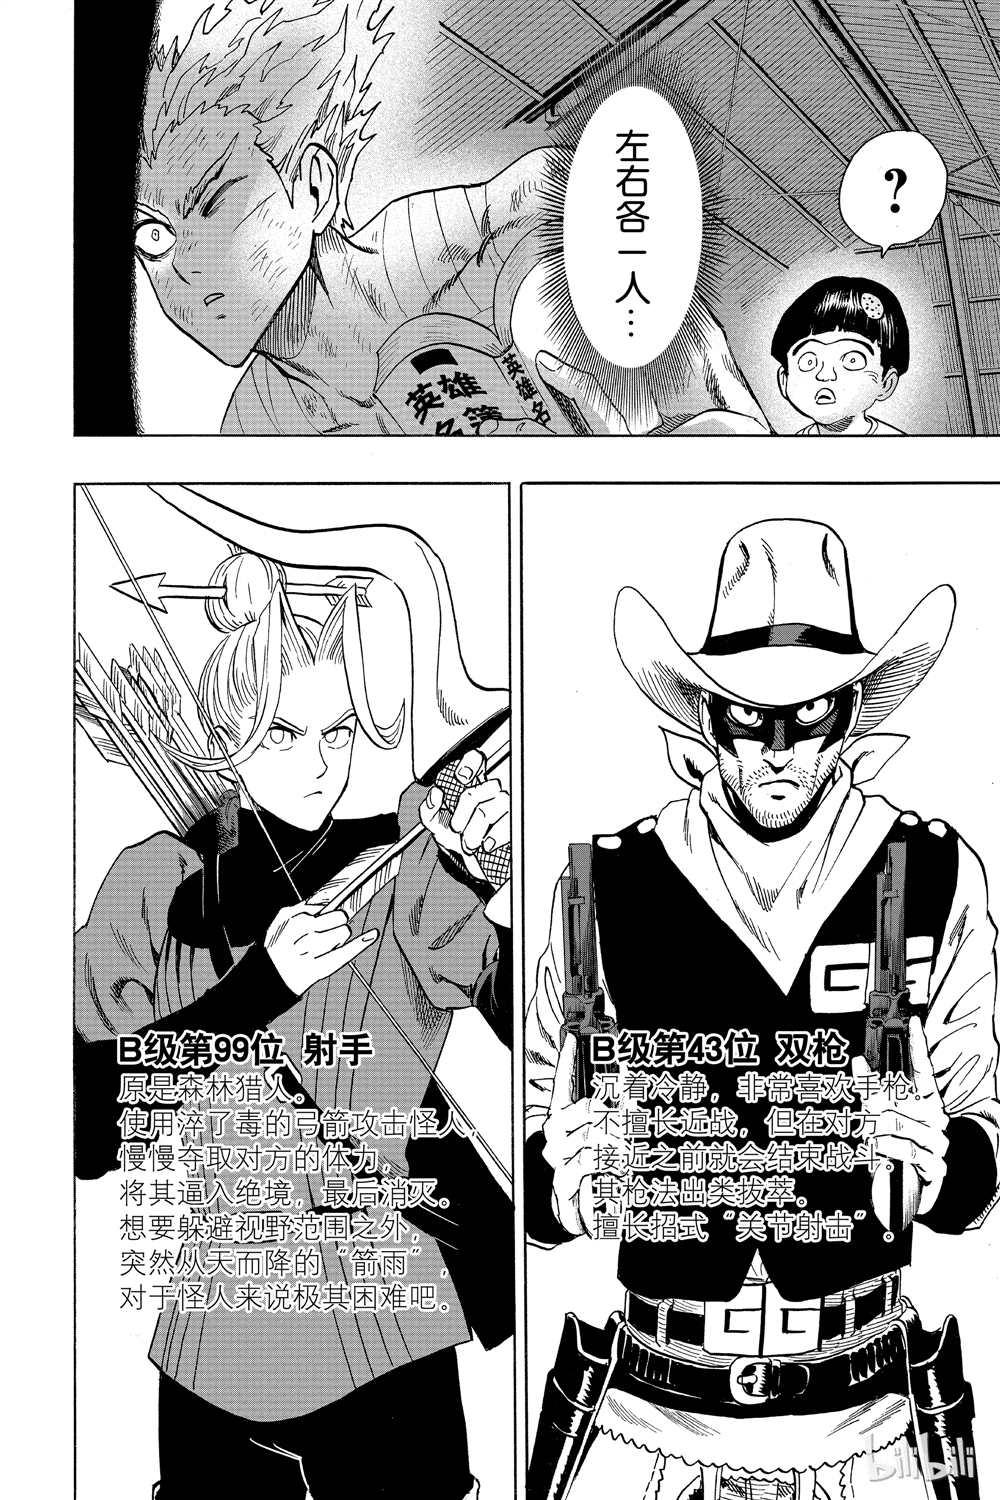 ?
左右各一人…
英雄
英雄名
B级第43位 双枪
沉着冷静，非常喜欢手枪。
不擅长近战，但在对方
接近之前就会结束战斗。
其枪法出类拔萃。
擅长招式“关节射击”。
GG
GG
B级第99位 射手
原是森林猎人。
使用淬了毒的弓箭攻击怪人，
慢慢夺取对方的体力，
将其逼入绝境，最后消灭。
想要躲避视野范围之外，
突然从天而降的“箭雨”，
对于怪人来说极其困难吧。
bilibili